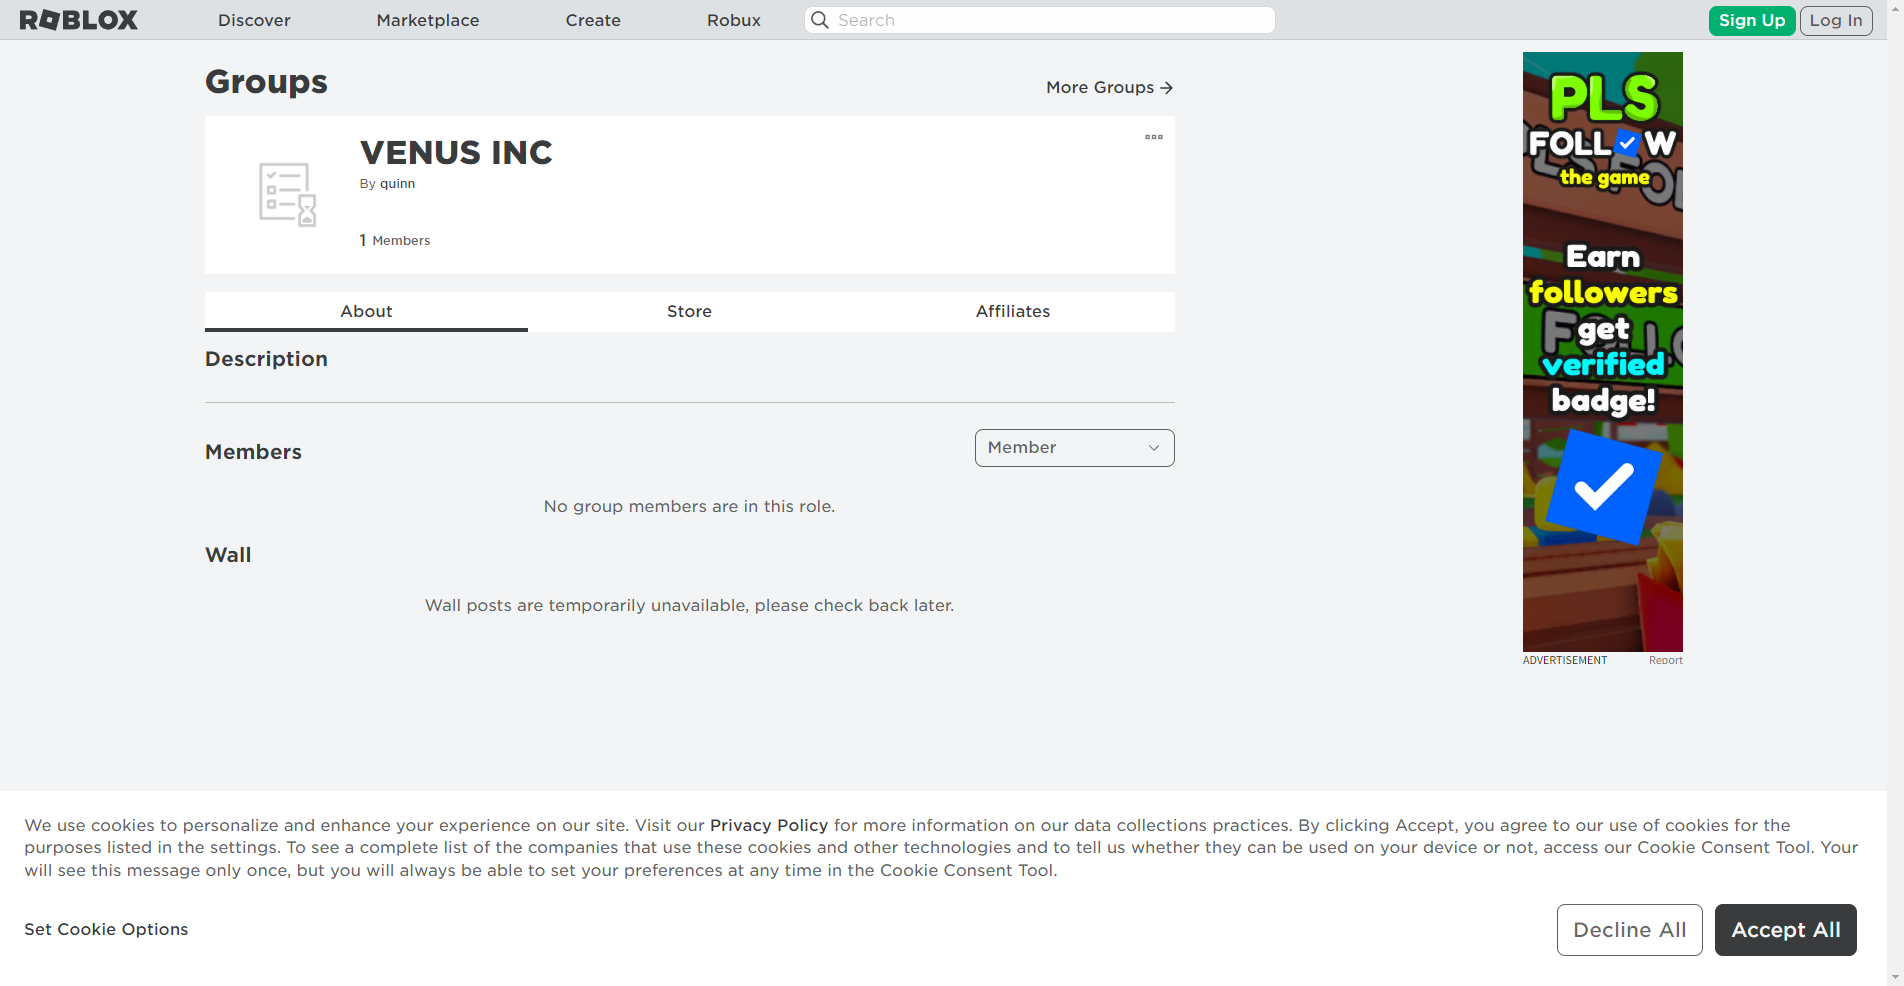 ROBLOX
Discover
Marketplace
Create
Robux
Search
Sign Up
Log In
Groups
More Groups
VENUS INC
By quinn
1 Members
About
Store
Affiliates
Description
Members
Member
No group members are in this role.
Wall
Wall posts are temporarily unavailable, please check back later.
PLS
FOLLOW
the game
Earn
followers
get
verified
badge!
ADVERTISEMENT
Report
We use cookies to personalize and enhance your experience on our site. Visit our Privacy Policy for more information on our data collections practices. By clicking Accept, you agree to our use of cookies for the
purposes listed in the settings. To see a complete list of the companies that use these cookies and other technologies and to tell us whether they can be used on your device or not, access our Cookie Consent Tool. Your
will see this message only once, but you will always be able to set your preferences at any time in the Cookie Consent Tool.
Set Cookie Options
Decline All
Accept All